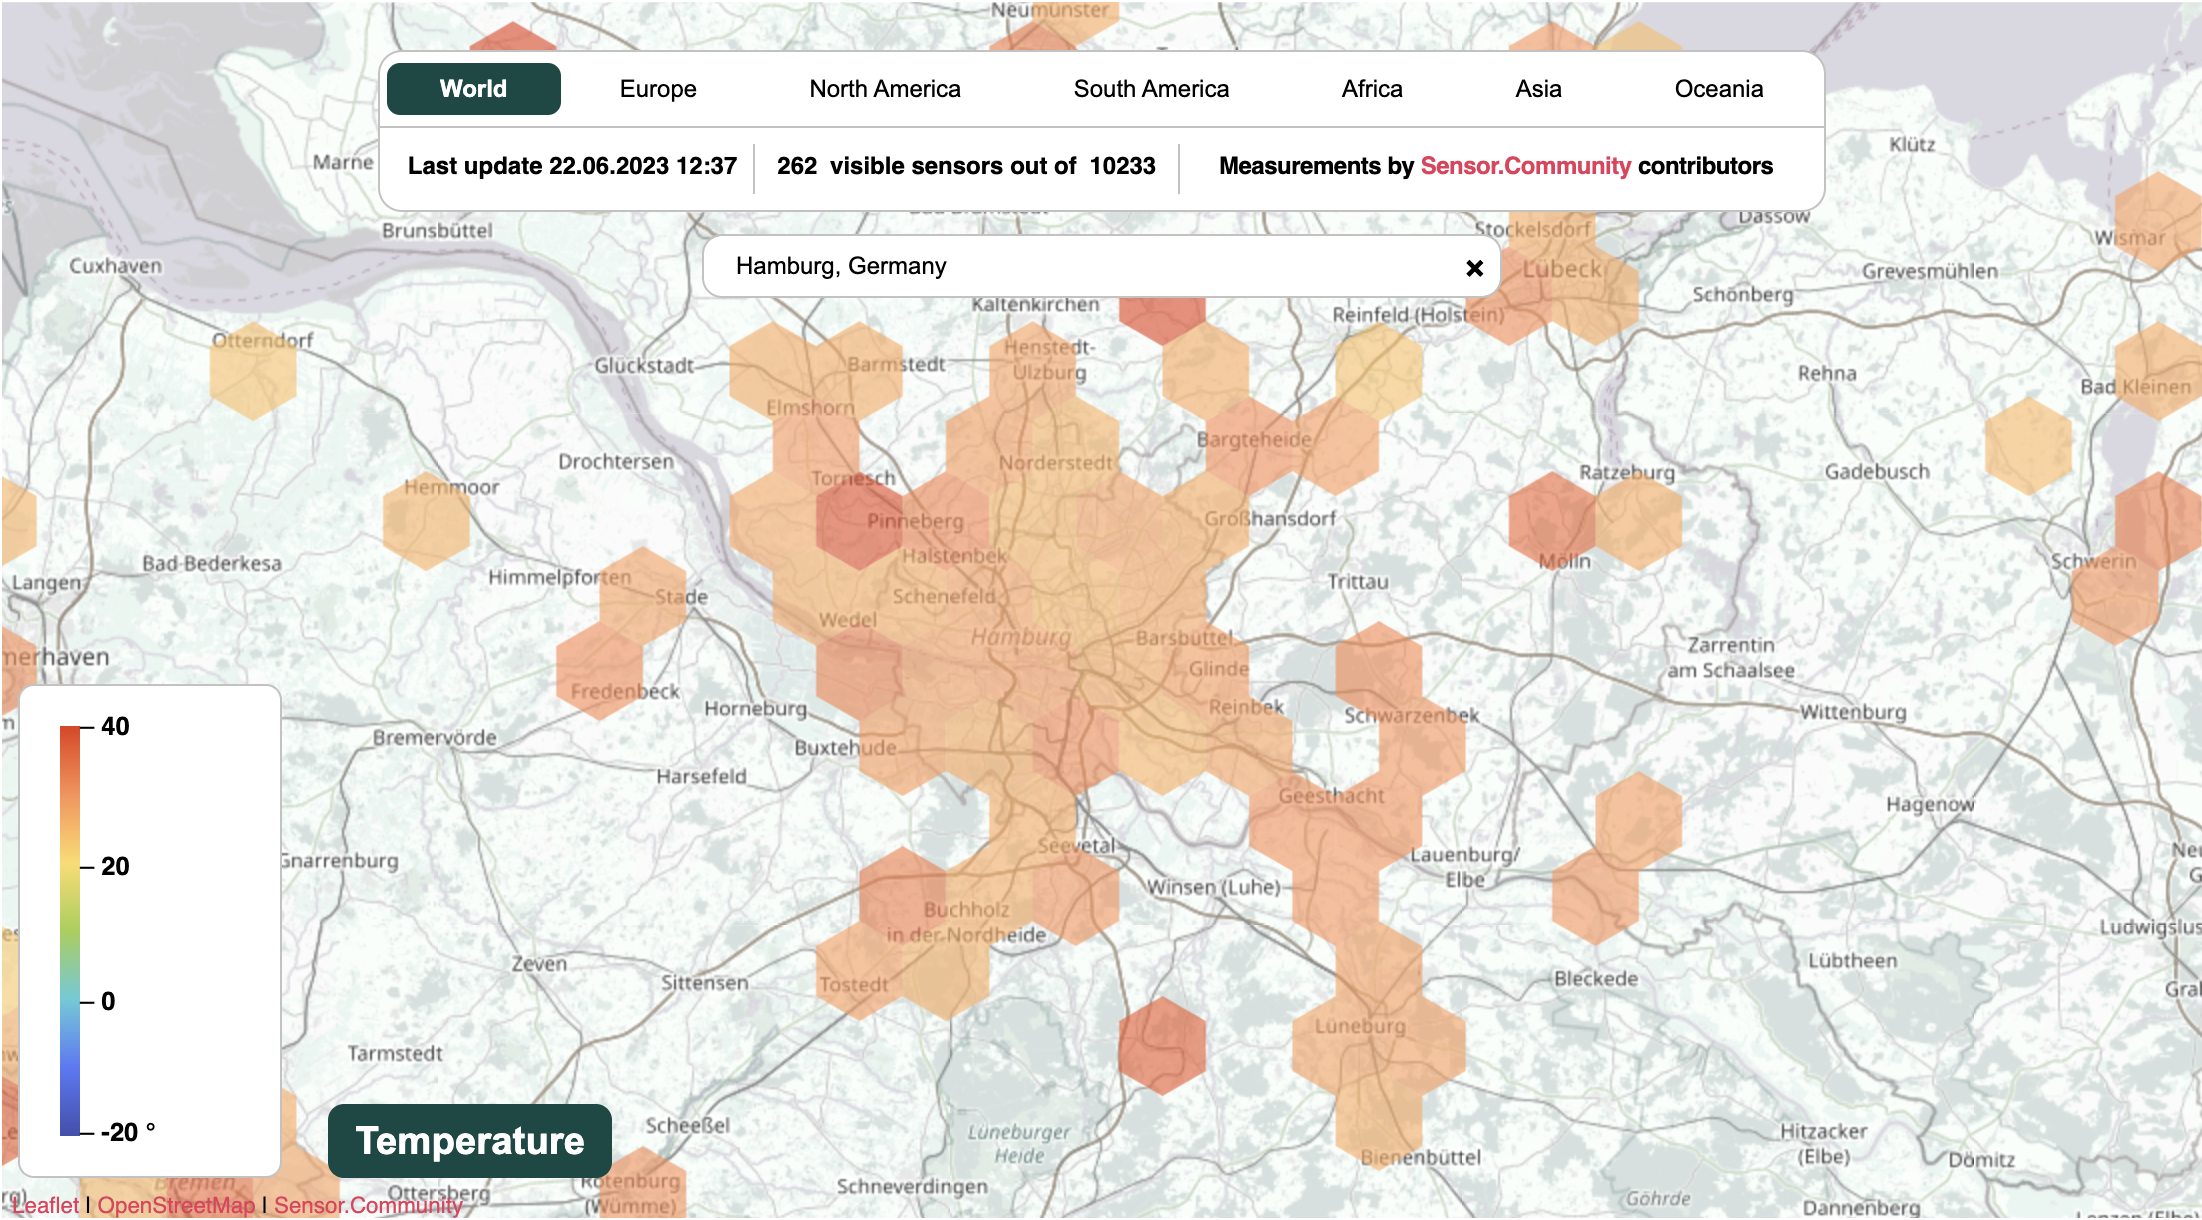 Neumünster
World
Europe
North America
South America
Africa
Asia
Oceania
Last update 22.06.2023 12:37
262 visible sensors out of 10233
Measurements by Sensor.Community contributors
Hamburg, Germany
Klütz
Marne
Dassow
Brunsbüttel
Stockelsdorf
Wismar
Cuxhaven
Lübeck
Grevesmühlen
Schönberg
Kaltenkirchen
Reinfeld (Holstein)
Otterndorf
Henstedt-
Ulzburg
Glückstadt
Barmstedt
Rehna
Bad Kleinen
Elmshorn
Bargteheide
Drochtersen
Norderstedt
Tornesch
Ratzeburg
Gadebusch
Hemmoor
Pinneberg
Großhansdorf
Halstenbek
Bad Bederkesa
Mölln
Schwerin
Langen
Himmelpforten
Trittau
Stade
Schenefeld
Wedel
Hamburg
Barsbüttel
Zarrentin
am Schaalsee
merhaven
Glinde
Fredenbeck
Horneburg
Reinbek
Schwarzenbek
Wittenburg
Bremervörde
Buxtehude
Harsefeld
Geesthacht
Hagenow
Seevetal
Gnarrenburg
Lauenburg/
Elbe
Winsen (Luhe)
Buchholz
in der Nordheide
Ludwigslus
Zeven
Sittensen
Tostedt
Bleckede
Lübtheen
Lüneburg
Tarmstedt
Scheeßel
Lüneburger
Heide
Hitzacker
(Elbe)
Bienenbüttel
Dömitz
Bremen
Rotenburg
(Wümme)
Ottersberg
Schneverdingen
Göhrde
Dannenberg
40
20
0
-20 °
Temperature
Leaflet | OpenStreetMap | Sensor.Community